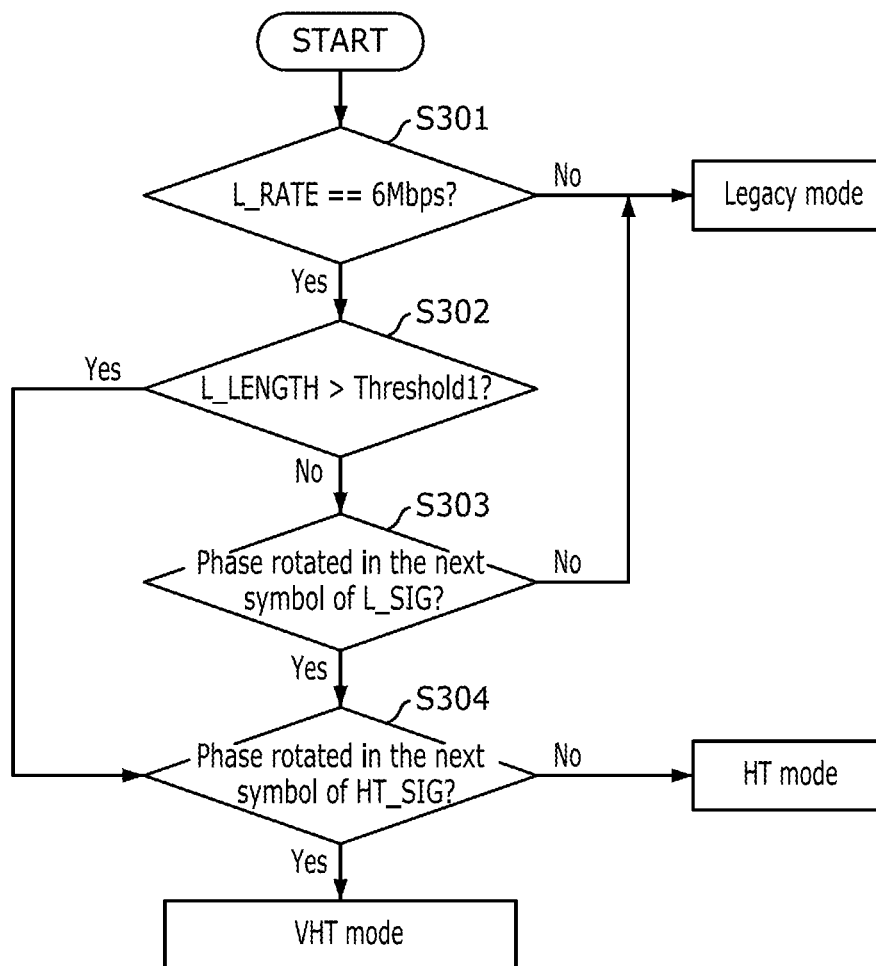 START
S301
L_RATE == 6Mbps?
No
Legacy mode
Yes
S302
Yes
L_LENGTH > Threshold1?
No
S303
Phase rotated in the next
symbol of L_SIG?
No
Yes
S304
Phase rotated in the next
symbol of HT_SIG?
No
HT mode
Yes
VHT mode